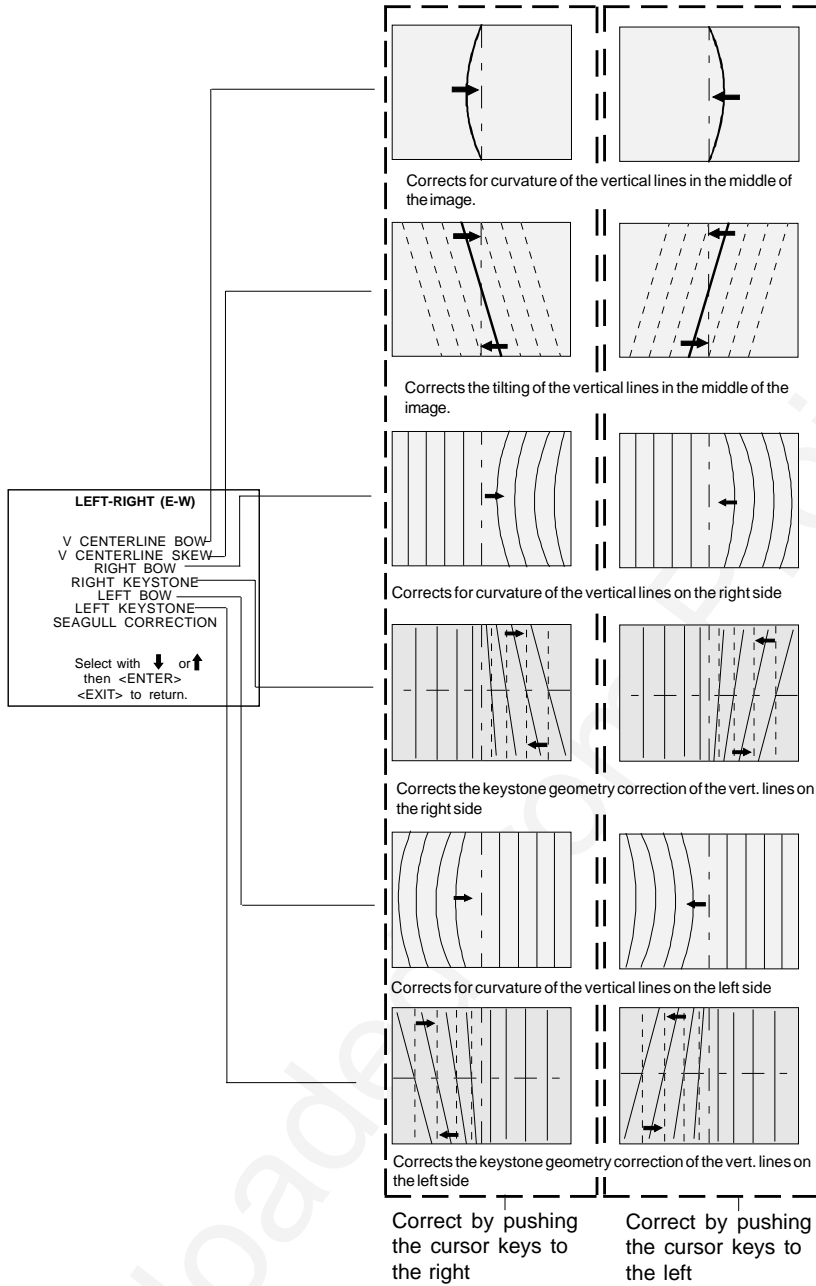 Corrects for curvature of the vertical lines in the middle of
the image.
Corrects the tilting of the vertical lines in the middle of the
image.
LEFT-RIGHT (E-W)
V CENTERLINE BOW
V CENTERLINE SKEW
RIGHT BOW
RIGHT KEYSTONE
LEFT BOW
LEFT KEYSTONE
SEAGULL CORRECTION
Select with ↓ or ↑
then <ENTER>
<EXIT> to return.
Corrects for curvature of the vertical lines on the right side
Corrects the keystone geometry correction of the vert. lines on
the right side
Corrects for curvature of the vertical lines on the left side
Corrects the keystone geometry correction of the vert. lines on
the left side
Correct by pushing
the cursor keys to
the right
Correct by pushing
the cursor keys to
the left